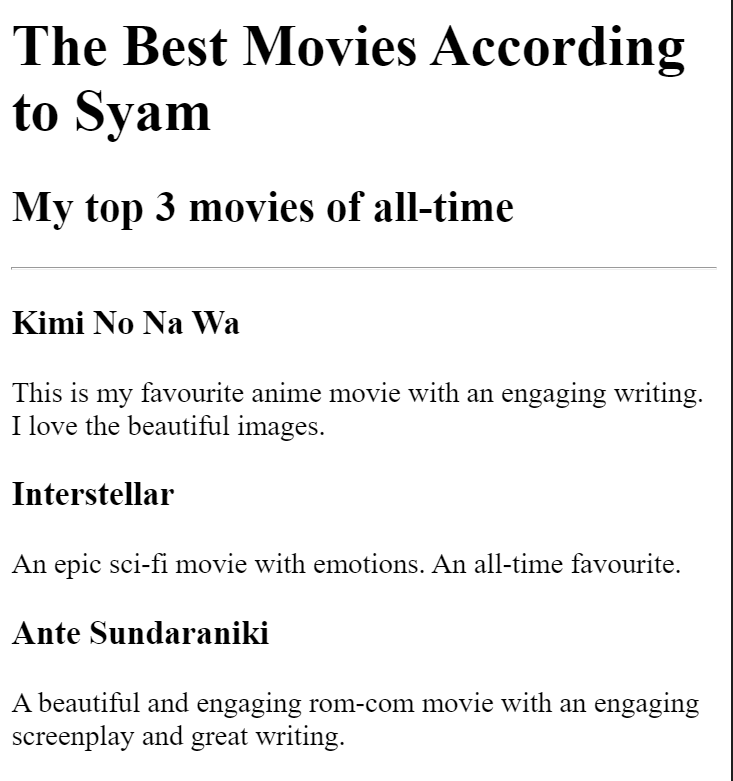 The Best Movies According
to Syam
My top 3 movies of all-time
Kimi No Na Wa
This is my favourite anime movie with an engaging writing.
I love the beautiful images.
Interstellar
An epic sci-fi movie with emotions. An all-time favourite.
Ante Sundaraniki
A beautiful and engaging rom-com movie with an engaging
screenplay and great writing.